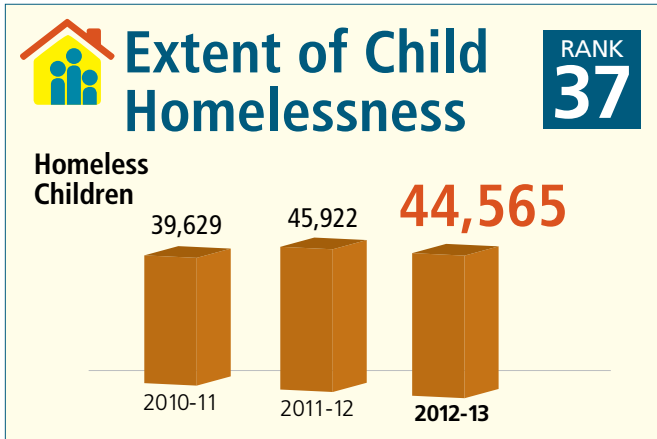 Extent of Child
Homelessness
RANK
37
Homeless
Children
39,629
45,922
44,565
2010-11
2011-12
2012-13